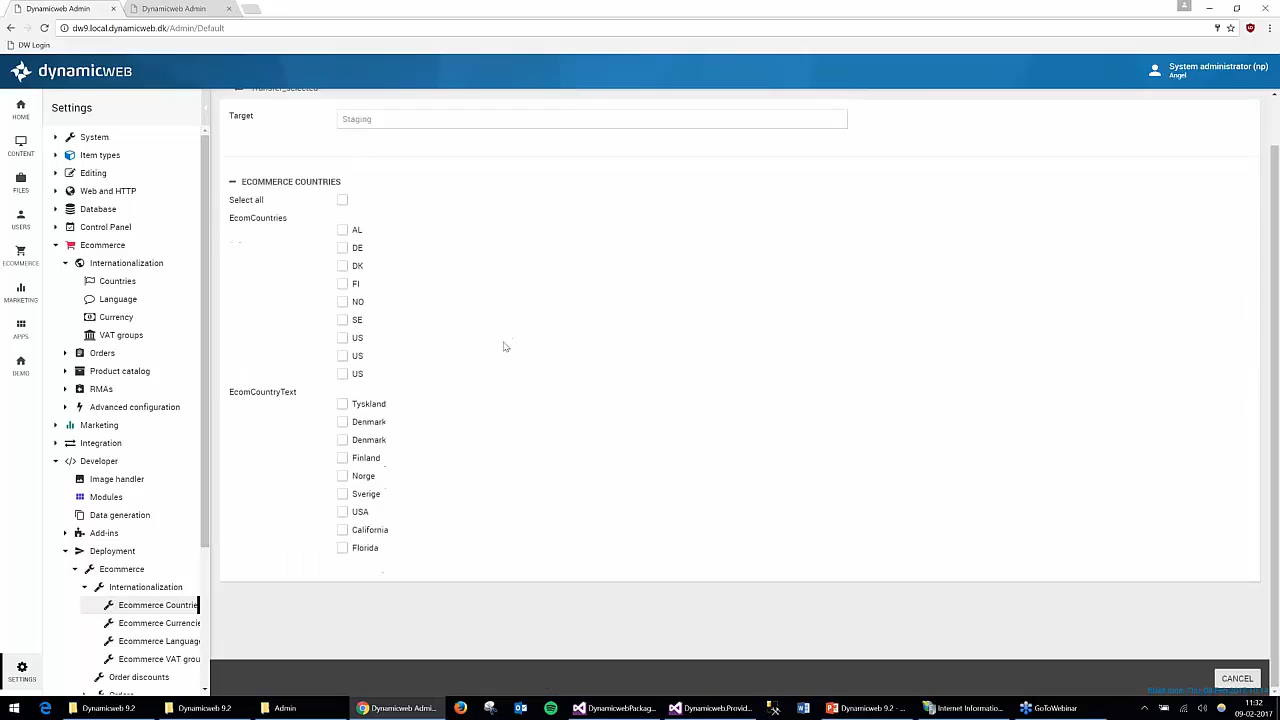 Dynamicweb Admin
Dynamicweb Admin
dw9.local.dynamicweb.dk/Admin/Default
DW Login
dynamicweb
System administrator (np)
Angel
HOME
CONTENT
FILES
USERS
ECOMMERCE
MARKETING
APPS
DEMO
SETTINGS
Settings
System
Item types
Editing
Web and HTTP
Database
Control Panel
Ecommerce
Internationalization
Countries
Language
Currency
VAT groups
Orders
Product catalog
RMAs
Advanced configuration
Marketing
Integration
Developer
Image handler
Modules
Data generation
Add-ins
Deployment
Ecommerce
Internationalization
Ecommerce Countrie
Ecommerce Currencie
Ecommerce Languag
Ecommerce VAT grou
Order discounts
Transfer_selected
Target
Staging
ECOMMERCE COUNTRIES
Select all
EcomCountries
AL
DE
DK
FI
NO
SE
US
US
US
EcomCountryText
Tyskland
Denmark
Denmark
Finland
Norge
Sverige
USA
California
Florida
CANCEL
Dynamicweb 9.2
Dynamicweb 9.2
Admin
Dynamicweb Admi...
DynamicwebPackag...
Dynamicweb.Provid...
Dynamicweb 9.2 - ...
Internet Informatio...
GoToWebinar
11:32
09-02-2017